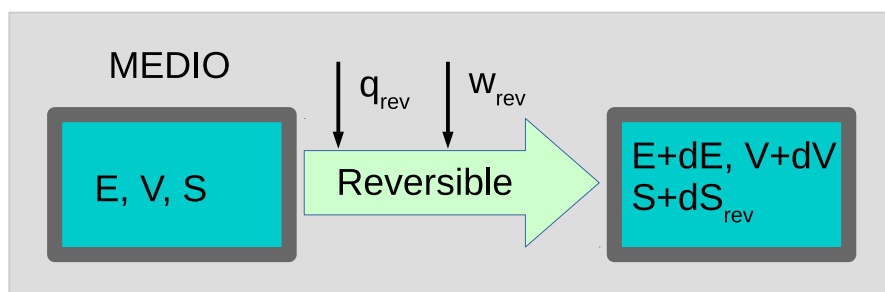 MEDIO
q_rev
w_rev
E, V, S
Reversible
E+dE, V+dV
S+dS_rev